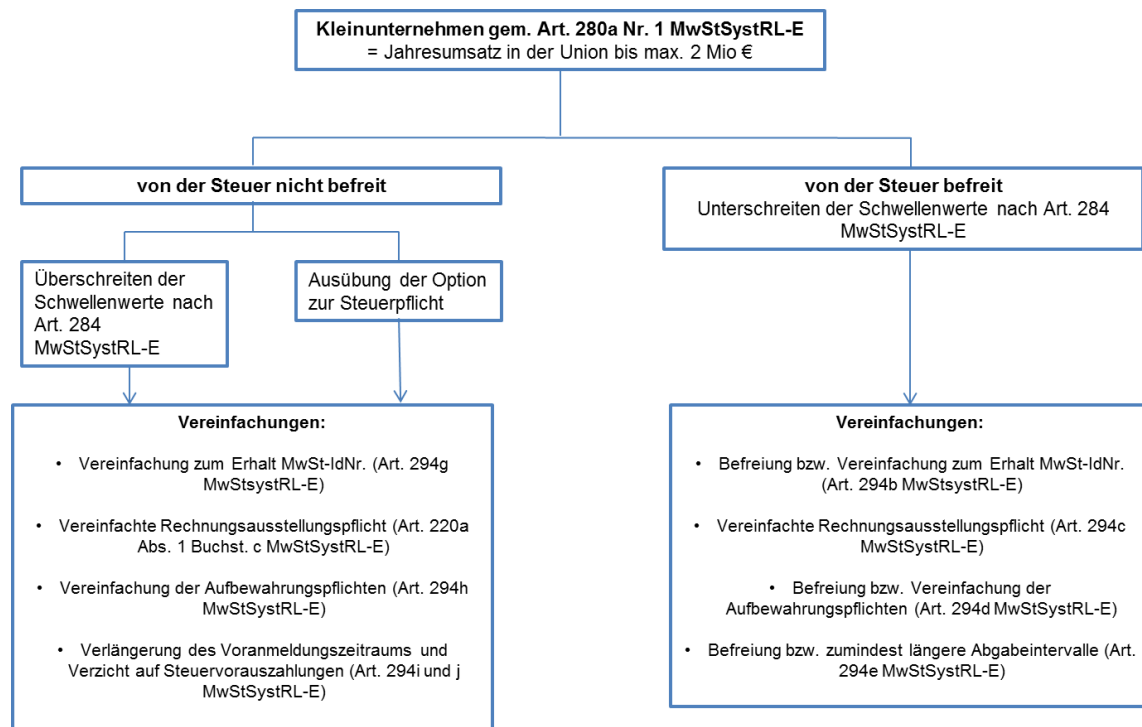 Kleinunternehmen gem. Art. 280a Nr. 1 MwStSystRL-E
= Jahresumsatz in der Union bis max. 2 Mio €
von der Steuer nicht befreit
von der Steuer befreit
Unterschreiten der Schwellenwerte nach Art. 284
MwStSystRL-E
Überschreiten der
Schwellenwerte nach
Art. 284
MwStSystRL-E
Ausübung der Option
zur Steuerpflicht
Vereinfachungen:
• Vereinfachung zum Erhalt MwSt-IdNr. (Art. 294g
MwStsystRL-E)
• Vereinfachte Rechnungsausstellungspflicht (Art. 220a
Abs. 1 Buchst. c MwStSystRL-E)
• Vereinfachung der Aufbewahrungspflichten (Art. 294h
MwStSystRL-E)
• Verlängerung des Voranmeldungszeitraums und
Verzicht auf Steuervorauszahlungen (Art. 294i und j
MwStSystRL-E)
Vereinfachungen:
• Befreiung bzw. Vereinfachung zum Erhalt MwSt-IdNr.
(Art. 294b MwStsystRL-E)
• Vereinfachte Rechnungsausstellungspflicht (Art. 294c
MwStSystRL-E)
• Befreiung bzw. Vereinfachung der
Aufbewahrungspflichten (Art. 294d MwStSystRL-E)
• Befreiung bzw. zumindest längere Abgabeintervalle (Art.
294e MwStSystRL-E)